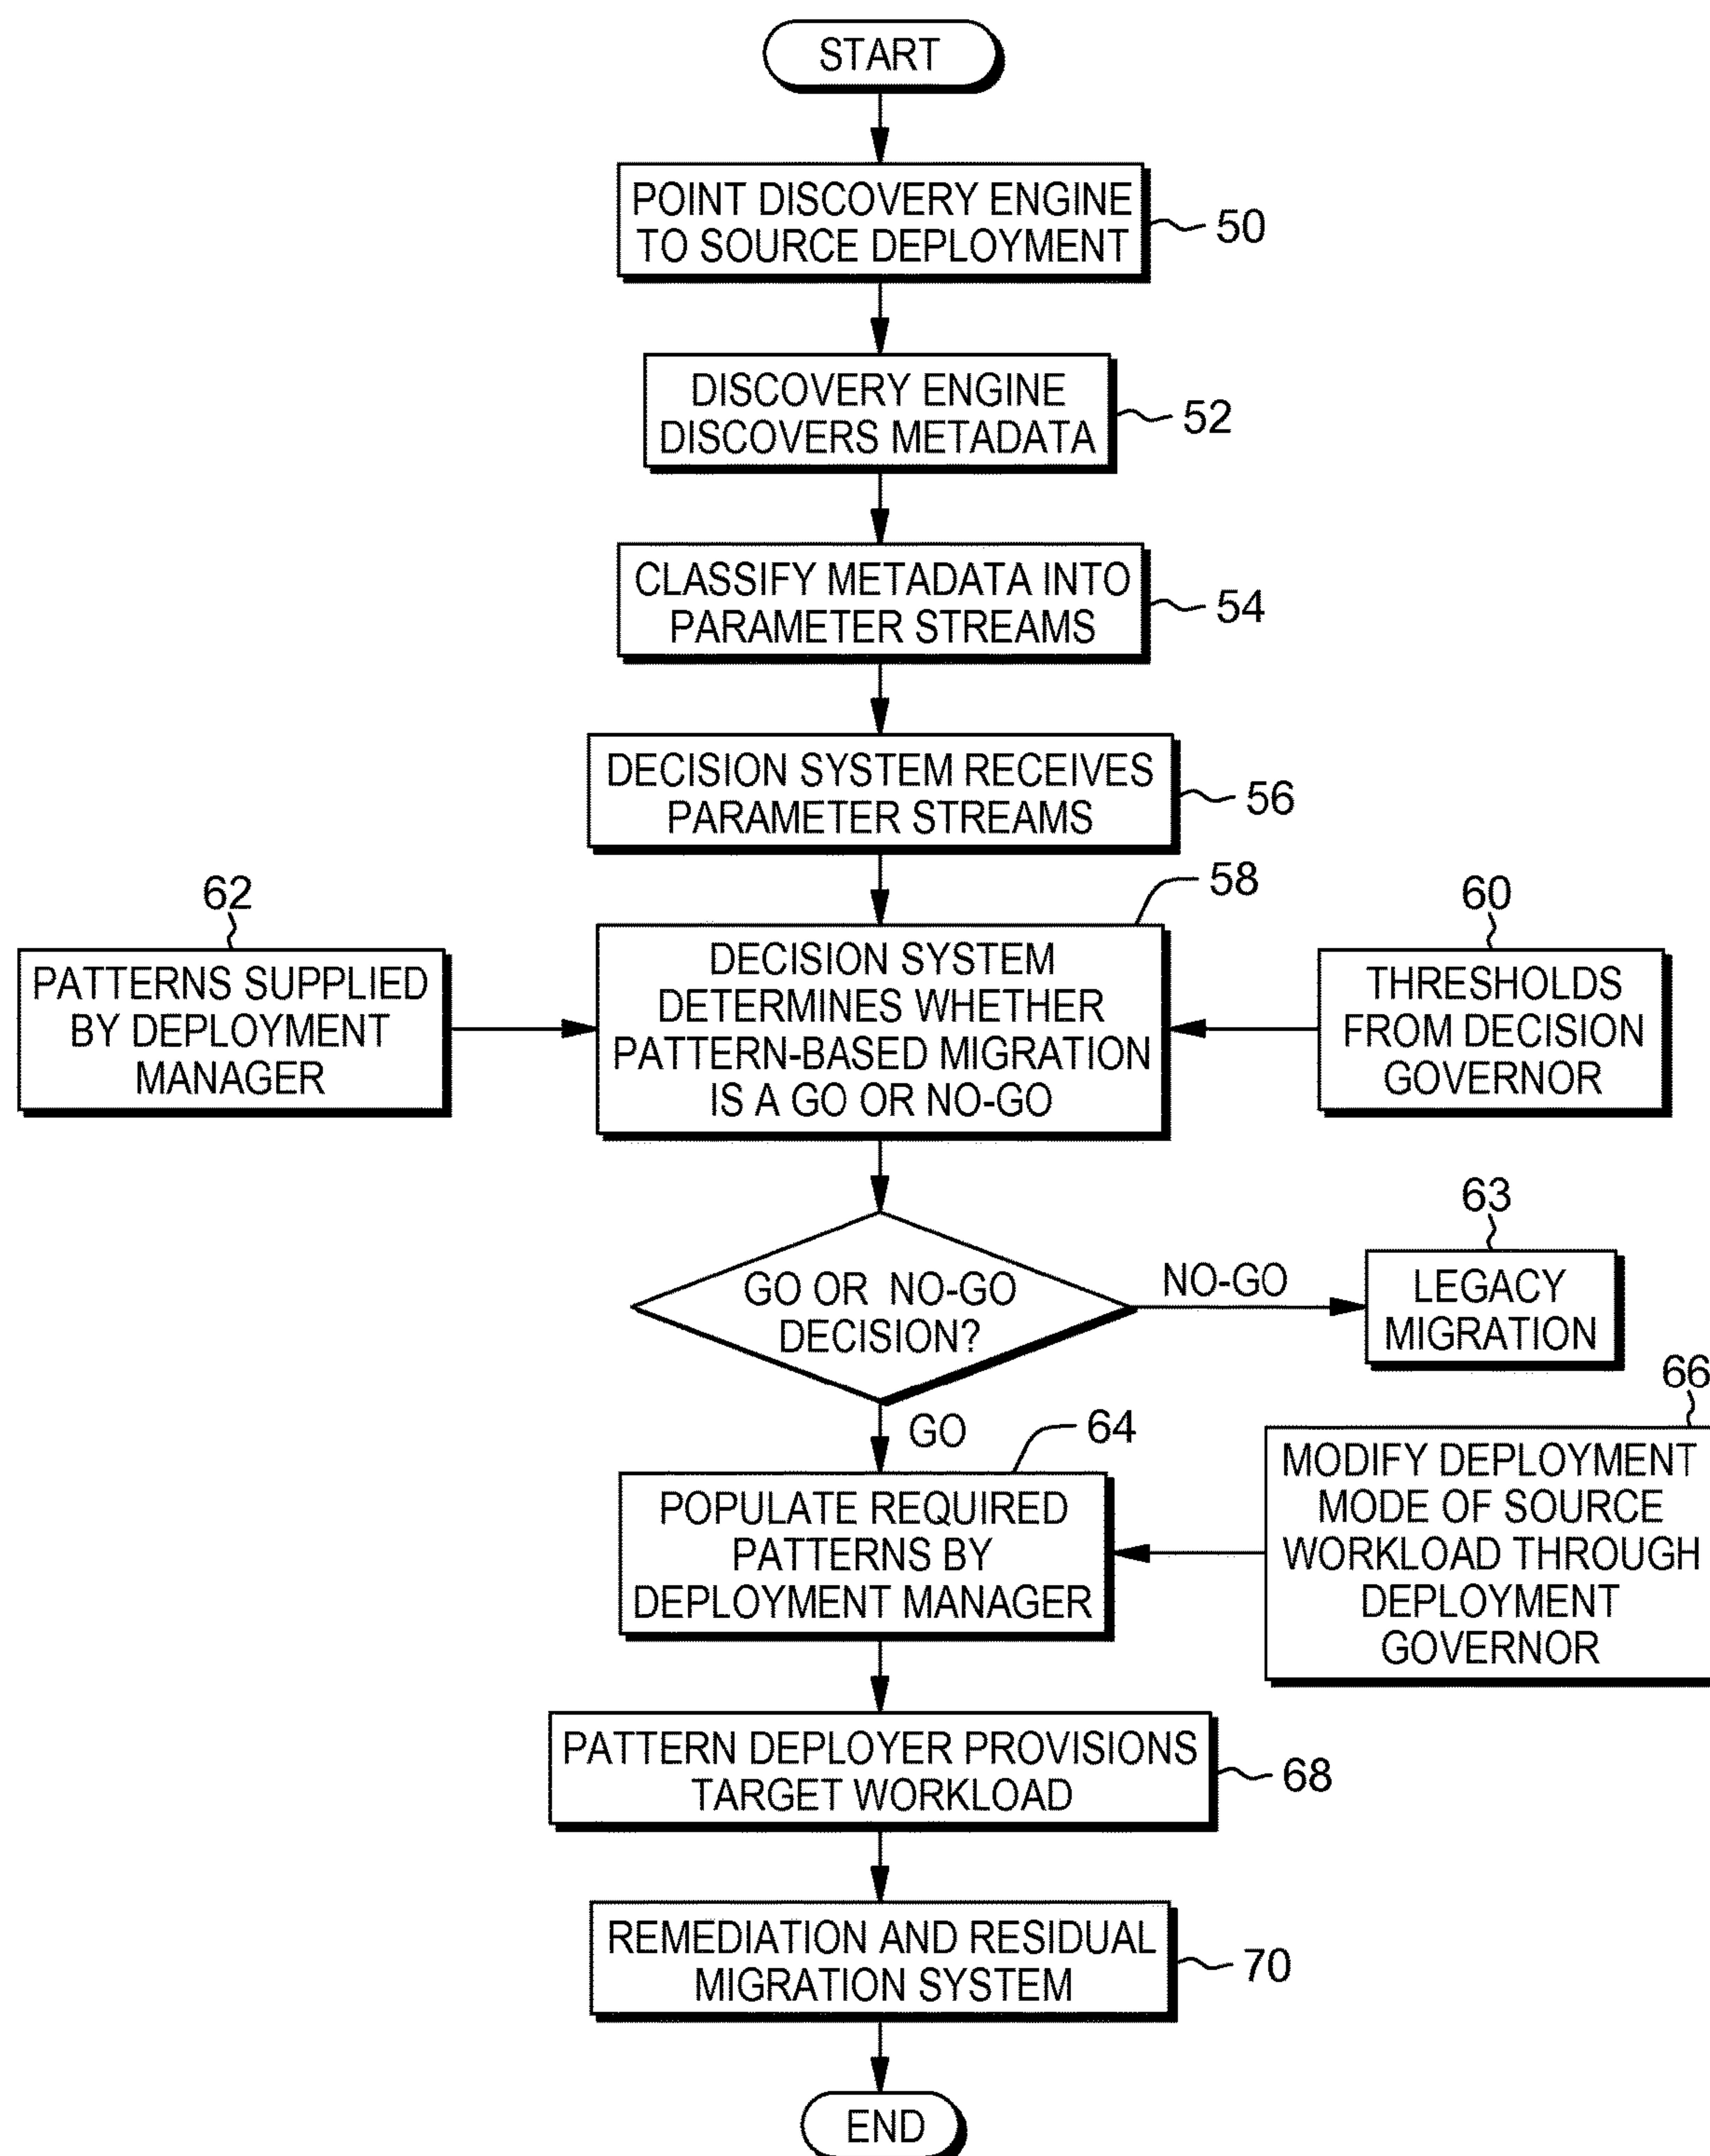 START
POINT DISCOVERY ENGINE
TO SOURCE DEPLOYMENT
50
DISCOVERY ENGINE
DISCOVERS METADATA
52
CLASSIFY METADATA INTO
PARAMETER STREAMS
54
DECISION SYSTEM RECEIVES
PARAMETER STREAMS
56
62
PATTERNS SUPPLIED
BY DEPLOYMENT
MANAGER
58
DECISION SYSTEM
DETERMINES WHETHER
PATTERN-BASED MIGRATION
IS A GO OR NO-GO
60
THRESHOLDS
FROM DECISION
GOVERNOR
GO OR NO-GO
DECISION?
NO-GO
63
LEGACY
MIGRATION
GO
64
POPULATE REQUIRED
PATTERNS BY
DEPLOYMENT MANAGER
66
MODIFY DEPLOYMENT
MODE OF SOURCE
WORKLOAD THROUGH
DEPLOYMENT
GOVERNOR
PATTERN DEPLOYER PROVISIONS
TARGET WORKLOAD
68
REMEDIATION AND RESIDUAL
MIGRATION SYSTEM
70
END